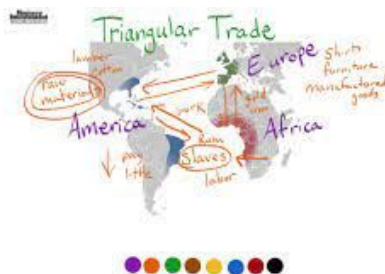 Triangular Trade
lumber
cotton
raw
materials
Europe
shirts
furniture
manufactured
goods
gold
America
work
Africa
Rum
slaves
labor
pay
little